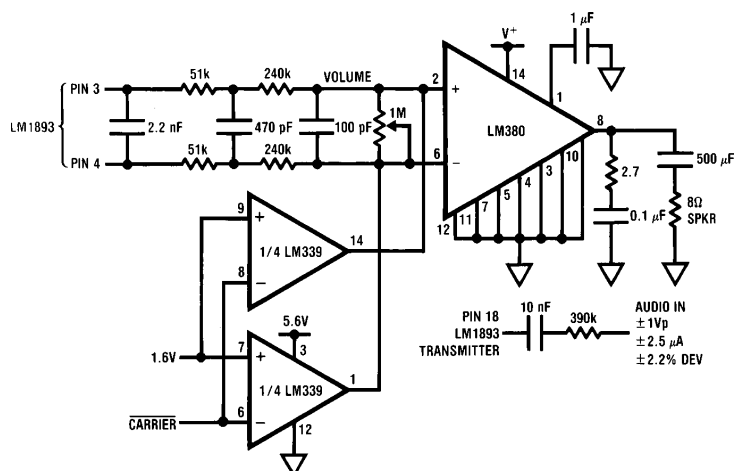 1 µF
V+
51k
240k
VOLUME
14
1
PIN 3
2
+
1M
LM1893
2.2 nF
470 pF
100 pF
LM380
8
PIN 4
51k
240k
6
−
10
3
4
5
7
11
12
2.7
0.1 µF
500 µF
8Ω
SPKR
9
+
1/4 LM339
14
8
−
5.6V
3
1.6V
7
+
1/4 LM339
1
CARRIER
6
−
12
10 nF
PIN 18
LM1893
TRANSMITTER
390k
AUDIO IN
±1Vp
±2.5 µA
±2.2% DEV